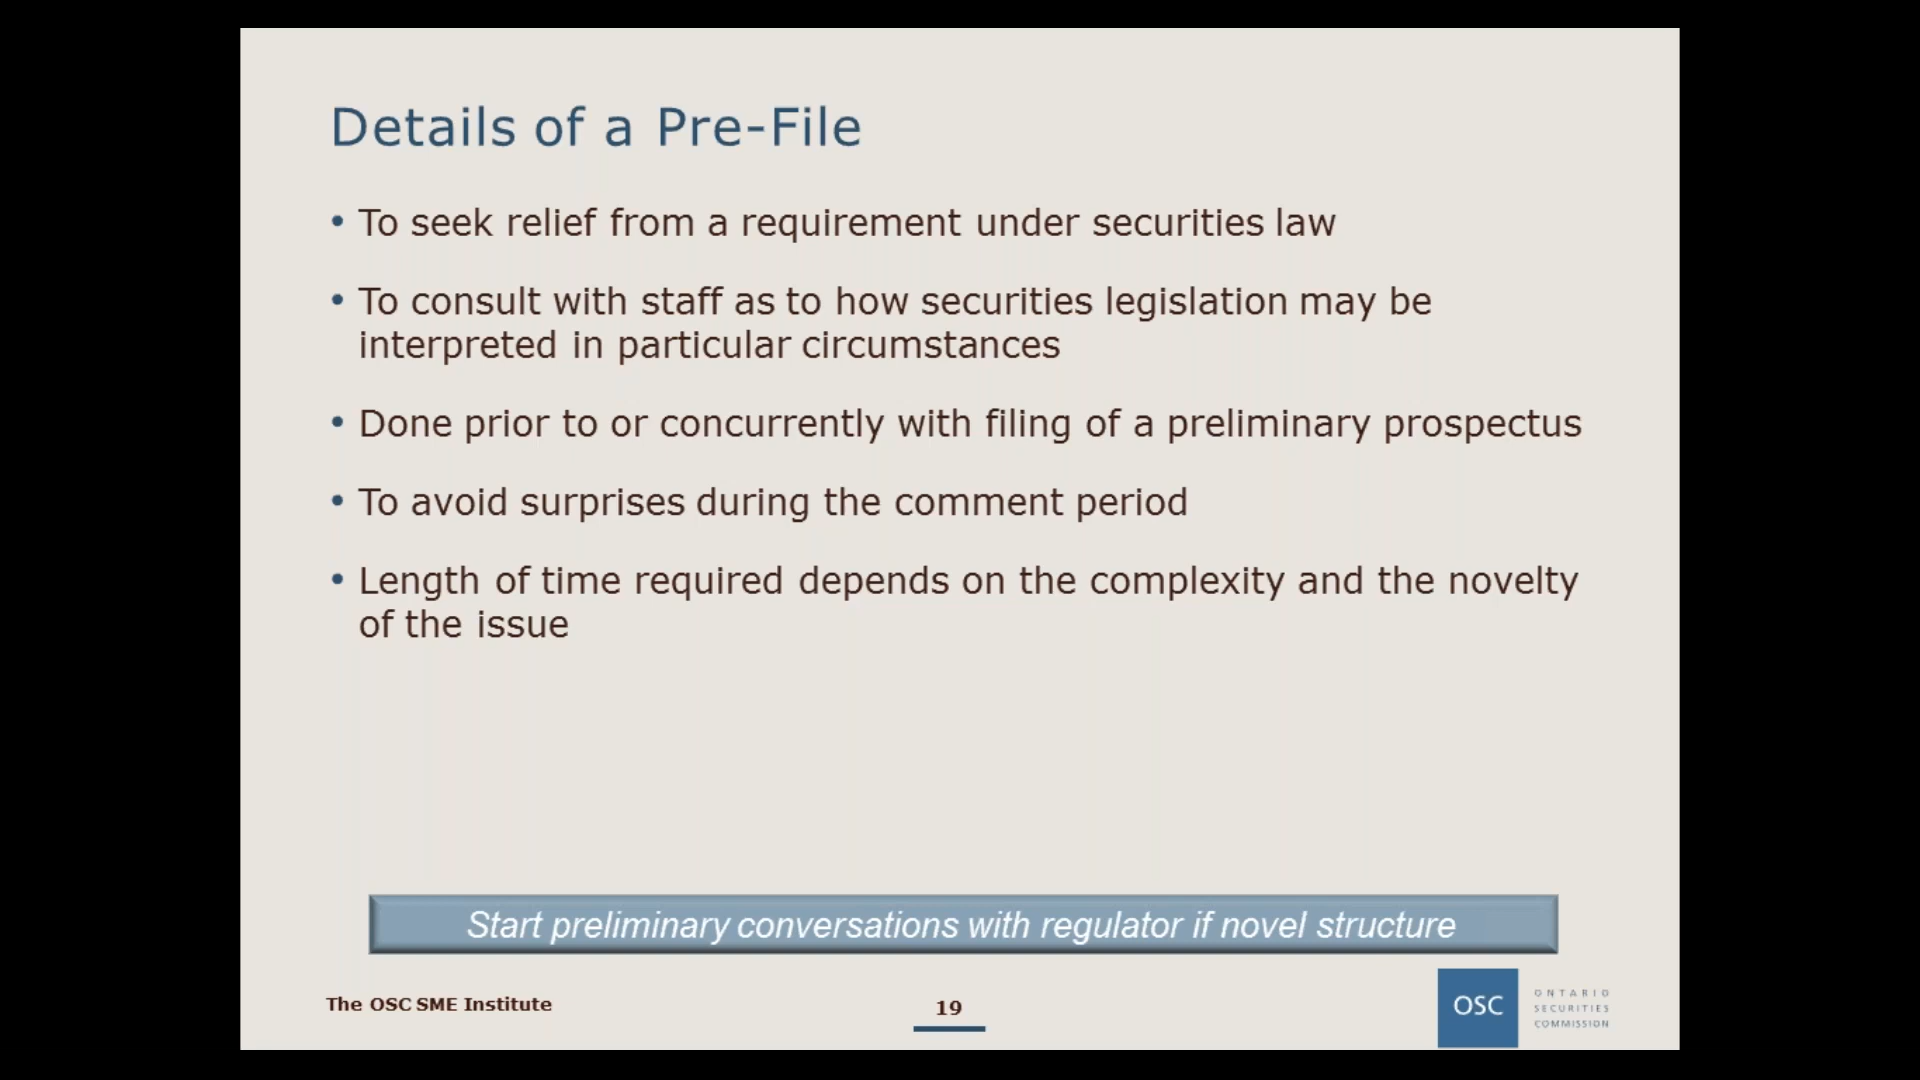 Details of a Pre-File
• To seek relief from a requirement under securities law
• To consult with staff as to how securities legislation may be
interpreted in particular circumstances
• Done prior to or concurrently with filing of a preliminary prospectus
• To avoid surprises during the comment period
• Length of time required depends on the complexity and the novelty
of the issue
Start preliminary conversations with regulator if novel structure
The OSC SME Institute
19
OSC
ONTARIO
SECURITIES
COMMISSION